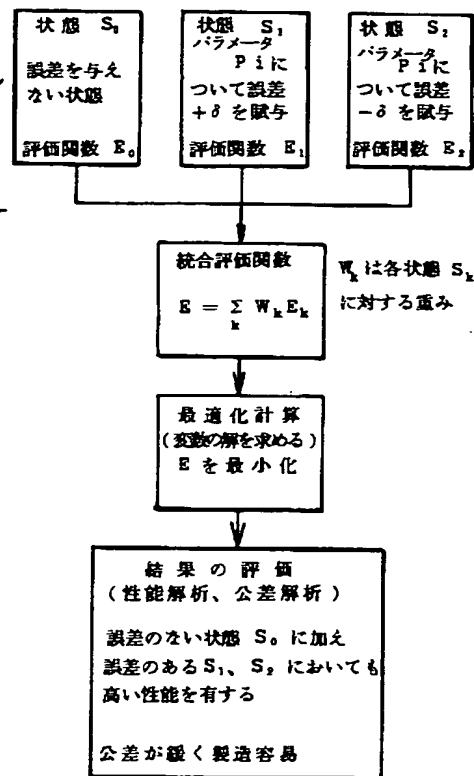 状態 S₀
誤差を与え
ない状態
評価関数 E₀
状態 S₁
パラメータ
P i に
ついて誤差
+δ を賦与
評価関数 E₁
状態 S₂
パラメータ
P i に
ついて誤差
-δ を賦与
評価関数 E₂
統合評価関数
E = Σ W_k E_k
k
W_k は各状態 S_k
に対する重み
最適化計算
(変数の解を求める)
E を最小化
結果の評価
(性能解析、公差解析)
誤差のない状態 S₀ に加え
誤差のある S₁、S₂ においても
高い性能を有する
公差が緩く製造容易